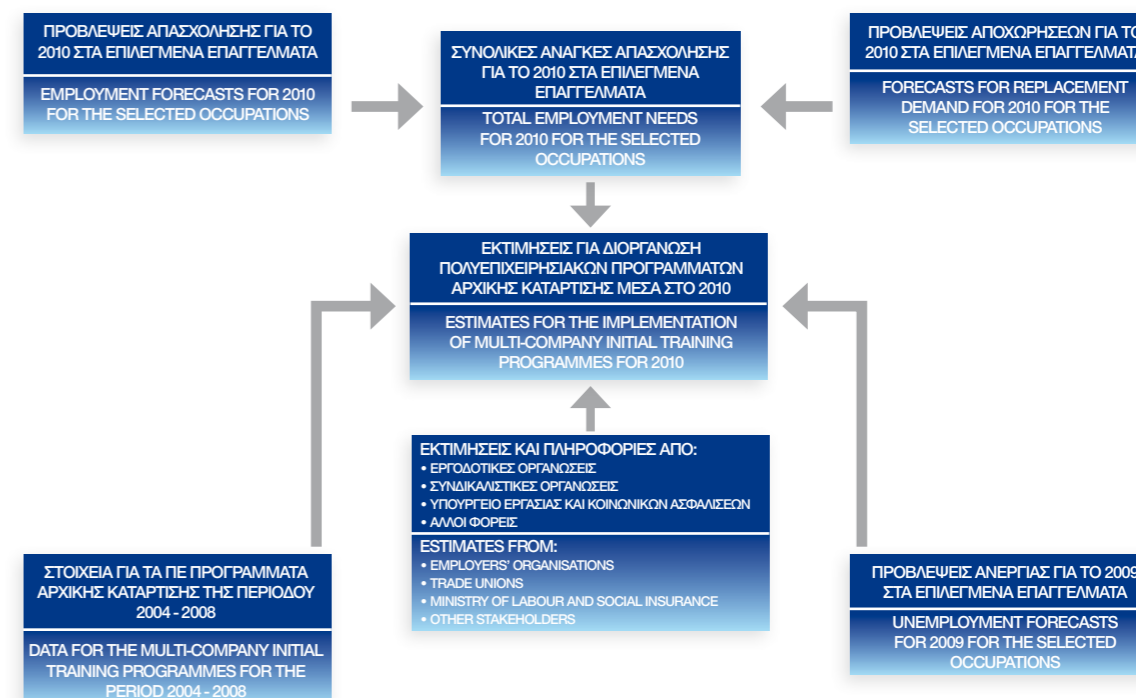 ΠΡΟΒΛΕΨΕΙΣ ΑΠΑΣΧΟΛΗΣΗΣ ΓΙΑ ΤΟ
2010 ΣΤΑ ΕΠΙΛΕΓΜΕΝΑ ΕΠΑΓΓΕΛΜΑΤΑ
EMPLOYMENT FORECASTS FOR 2010
FOR THE SELECTED OCCUPATIONS
ΣΥΝΟΛΙΚΕΣ ΑΝΑΓΚΕΣ ΑΠΑΣΧΟΛΗΣΗΣ
ΓΙΑ ΤΟ 2010 ΣΤΑ ΕΠΙΛΕΓΜΕΝΑ
ΕΠΑΓΓΕΛΜΑΤΑ
TOTAL EMPLOYMENT NEEDS
FOR 2010 FOR THE SELECTED
OCCUPATIONS
ΠΡΟΒΛΕΨΕΙΣ ΑΠΟΧΩΡΗΣΕΩΝ ΓΙΑ ΤΟ
2010 ΣΤΑ ΕΠΙΛΕΓΜΕΝΑ ΕΠΑΓΓΕΛΜΑΤΑ
FORECASTS FOR REPLACEMENT
DEMAND FOR 2010 FOR THE
SELECTED OCCUPATIONS
ΕΚΤΙΜΗΣΕΙΣ ΓΙΑ ΔΙΟΡΓΑΝΩΣΗ
ΠΟΛΥΕΠΙΧΕΙΡΗΣΙΑΚΩΝ ΠΡΟΓΡΑΜΜΑΤΩΝ
ΑΡΧΙΚΗΣ ΚΑΤΑΡΤΙΣΗΣ ΜΕΣΑ ΣΤΟ 2010
ESTIMATES FOR THE IMPLEMENTATION
OF MULTI-COMPANY INITIAL TRAINING
PROGRAMMES FOR 2010
ΕΚΤΙΜΗΣΕΙΣ ΚΑΙ ΠΛΗΡΟΦΟΡΙΕΣ ΑΠΟ:
• ΕΡΓΟΔΟΤΙΚΕΣ ΟΡΓΑΝΩΣΕΙΣ
• ΣΥΝΔΙΚΑΛΙΣΤΙΚΕΣ ΟΡΓΑΝΩΣΕΙΣ
• ΥΠΟΥΡΓΕΙΟ ΕΡΓΑΣΙΑΣ ΚΑΙ ΚΟΙΝΩΝΙΚΩΝ ΑΣΦΑΛΙΣΕΩΝ
• ΑΛΛΟΙ ΦΟΡΕΙΣ
ESTIMATES FROM:
• EMPLOYERS' ORGANISATIONS
• TRADE UNIONS
• MINISTRY OF LABOUR AND SOCIAL INSURANCE
• OTHER STAKEHOLDERS
ΣΤΟΙΧΕΙΑ ΓΙΑ ΤΑ ΠΕ ΠΡΟΓΡΑΜΜΑΤΑ
ΑΡΧΙΚΗΣ ΚΑΤΑΡΤΙΣΗΣ ΤΗΣ ΠΕΡΙΟΔΟΥ
2004 - 2008
DATA FOR THE MULTI-COMPANY INITIAL
TRAINING PROGRAMMES FOR THE
PERIOD 2004 - 2008
ΠΡΟΒΛΕΨΕΙΣ ΑΝΕΡΓΙΑΣ ΓΙΑ ΤΟ 2009
ΣΤΑ ΕΠΙΛΕΓΜΕΝΑ ΕΠΑΓΓΕΛΜΑΤΑ
UNEMPLOYMENT FORECASTS
FOR 2009 FOR THE SELECTED
OCCUPATIONS